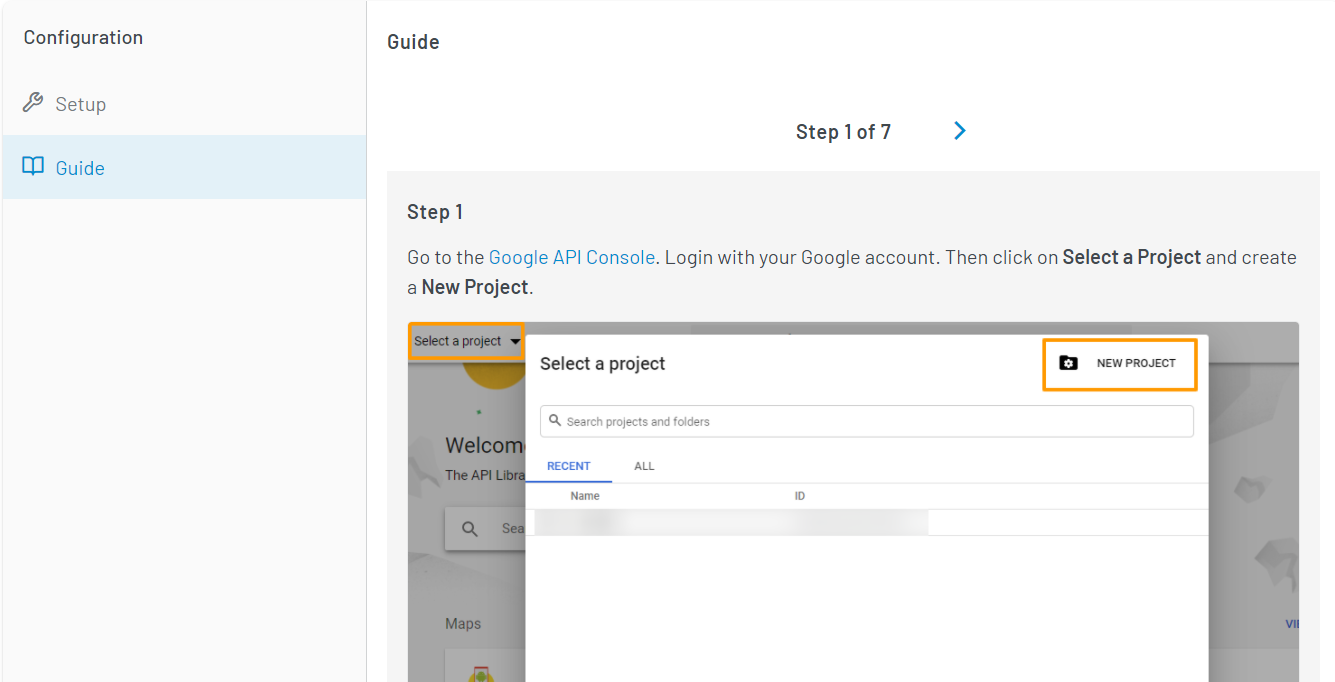 Configuration
Setup
Guide
Guide
Step 1 of 7
Step 1
Go to the Google API Console. Login with your Google account. Then click on Select a Project and create
a New Project.
Select a project
Select a project
NEW PROJECT
Search projects and folders
RECENT ALL
Name ID
Welcom
The API Libra
Sea
Maps